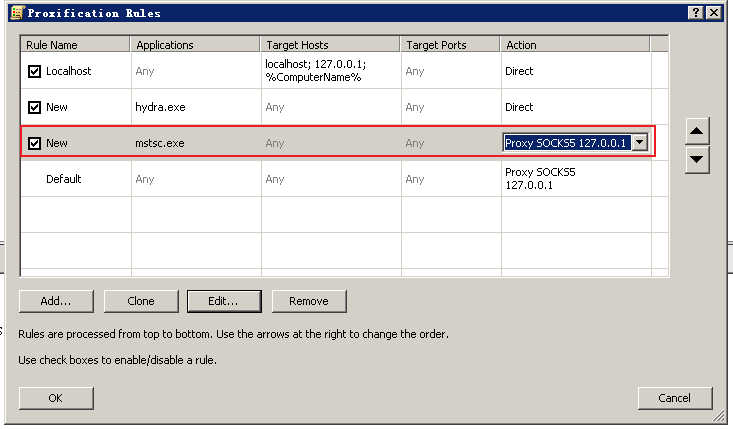 Proxification Rules
Rule Name Applications Target Hosts Target Ports Action
Localhost Any localhost; 127.0.0.1; %ComputerName% Any Direct
New hydra.exe Any Any Direct
New mstsc.exe Any Any Proxy SOCKS5 127.0.0.1
Default Any Any Any Proxy SOCKS5 127.0.0.1
Add... Clone Edit... Remove
Rules are processed from top to bottom. Use the arrows at the right to change the order.
Use check boxes to enable/disable a rule.
OK Cancel